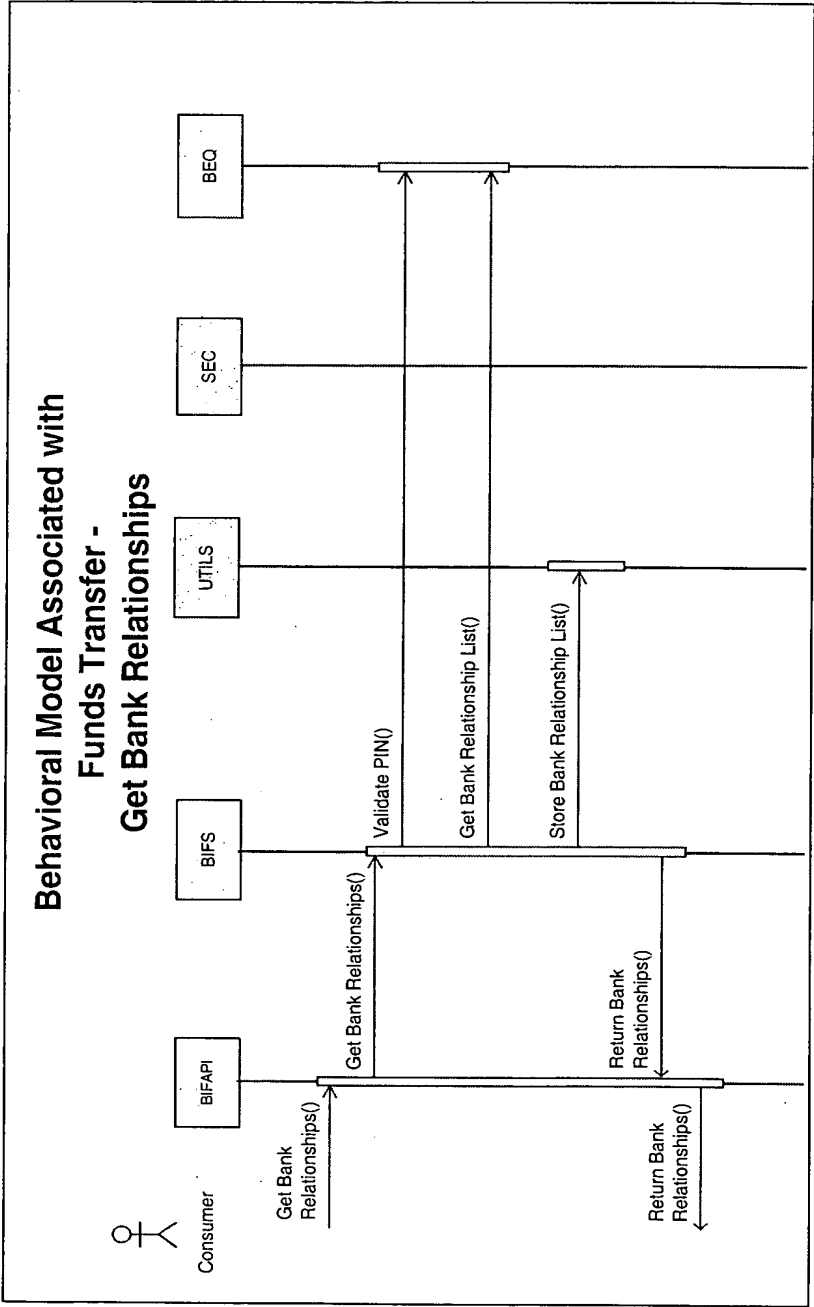 Behavioral Model Associated with
Funds Transfer -
Get Bank Relationships
Consumer
BIFAPI
BIFS
UTILS
SEC
BEQ
Get Bank
Relationships()
Get Bank Relationships()
Validate PIN()
Get Bank Relationship List()
Store Bank Relationship List()
Return Bank
Relationships()
Return Bank
Relationships()